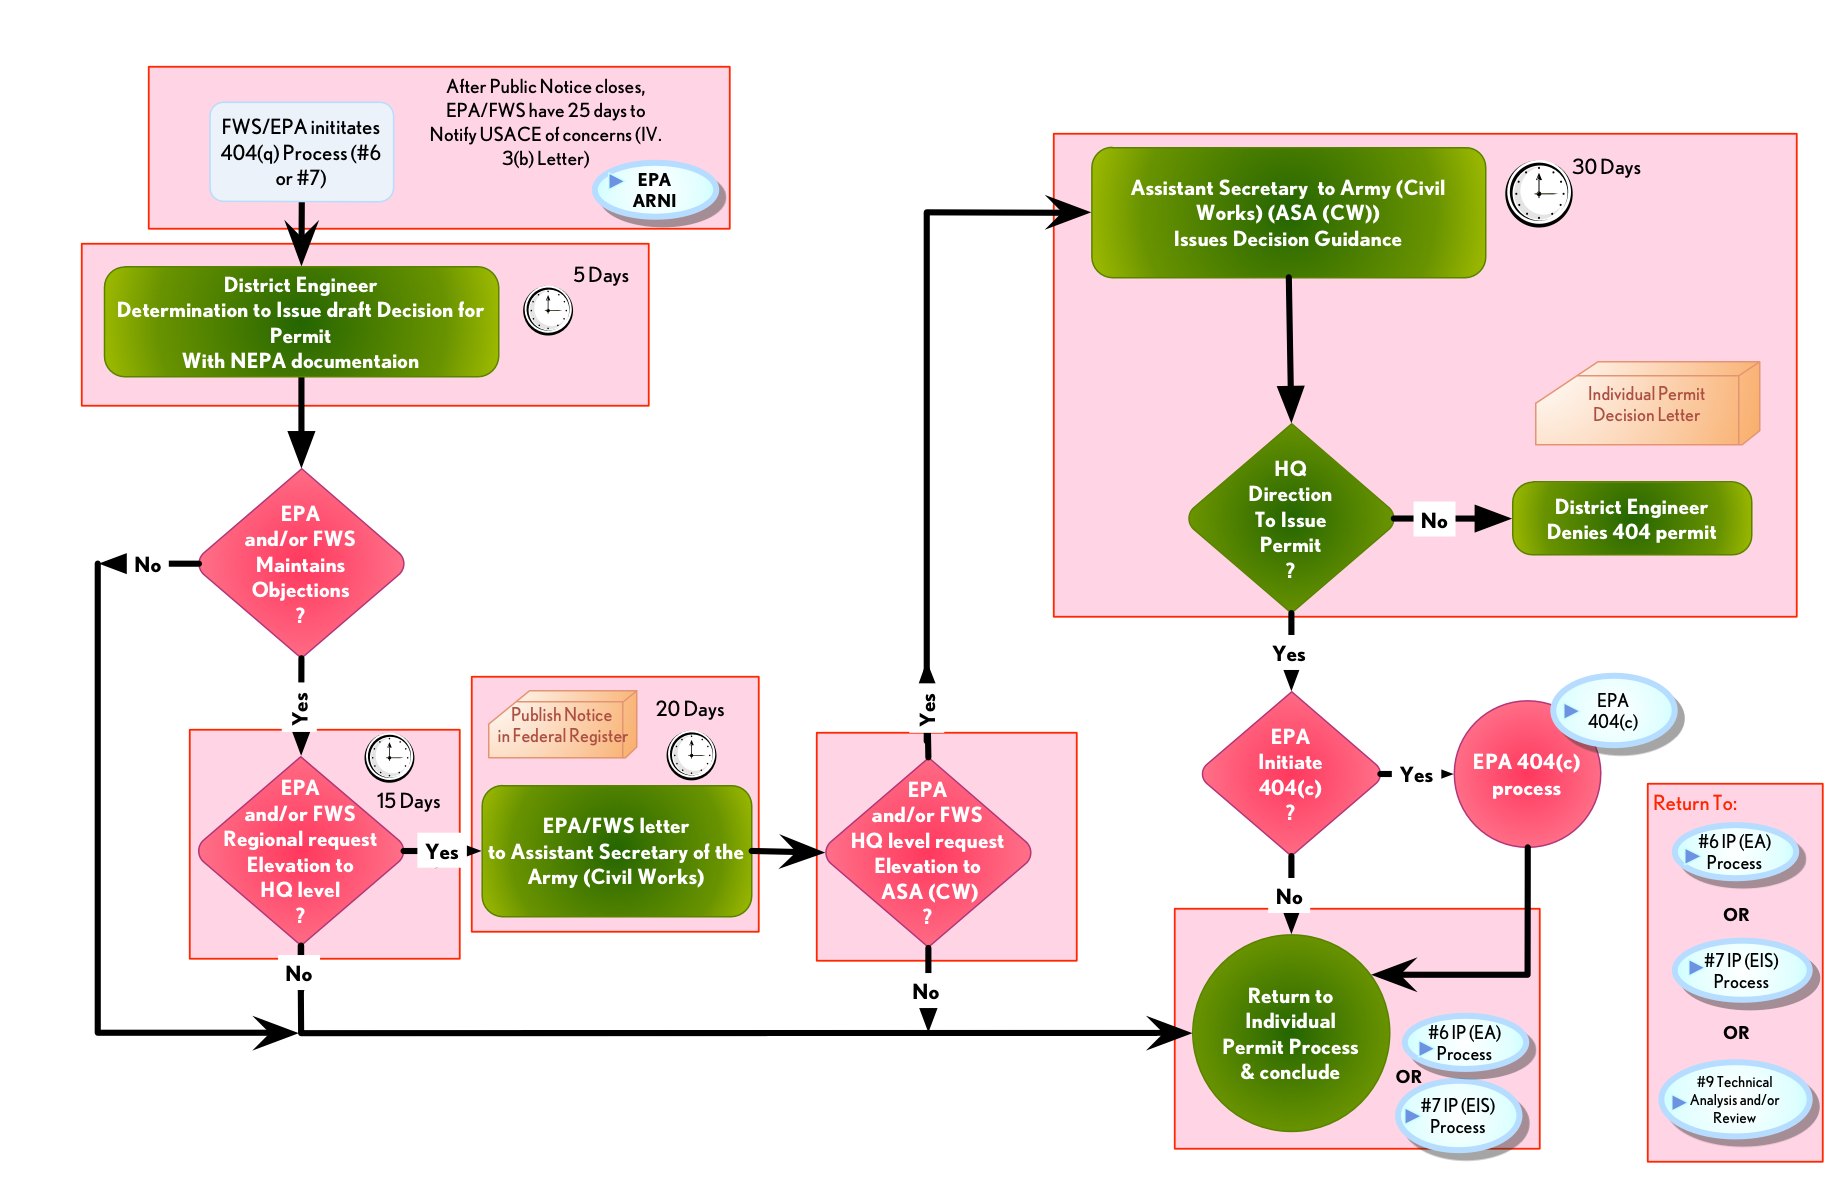 After Public Notice closes,
EPA/FWS have 25 days to
Notify USACE of concerns (IV.
3(b) Letter)
FWS/EPA inititates
404(q) Process (#6
or #7)
EPA
ARNI
District Engineer
Determination to Issue draft Decision for
Permit
With NEPA documentaion
5 Days
EPA
and/or FWS
Maintains
Objections
?
No
Yes
EPA
and/or FWS
Regional request
Elevation to
HQ level
?
15 Days
Yes
No
Publish Notice
in Federal Register
20 Days
EPA/FWS letter
to Assistant Secretary of the
Army (Civil Works)
EPA
and/or FWS
HQ level request
Elevation to
ASA (CW)
?
Yes
No
Assistant Secretary to Army (Civil
Works) (ASA (CW))
Issues Decision Guidance
30 Days
Individual Permit
Decision Letter
HQ
Direction
To Issue
Permit
?
No
District Engineer
Denies 404 permit
Yes
EPA
Initiate
404(c)
?
Yes
EPA 404(c)
process
EPA
404(c)
No
Return to
Individual
Permit Process
& conclude
#6 IP (EA)
Process
OR
#7 IP (EIS)
Process
Return To:
#6 IP (EA)
Process
OR
#7 IP (EIS)
Process
OR
#9 Technical
Analysis and/or
Review